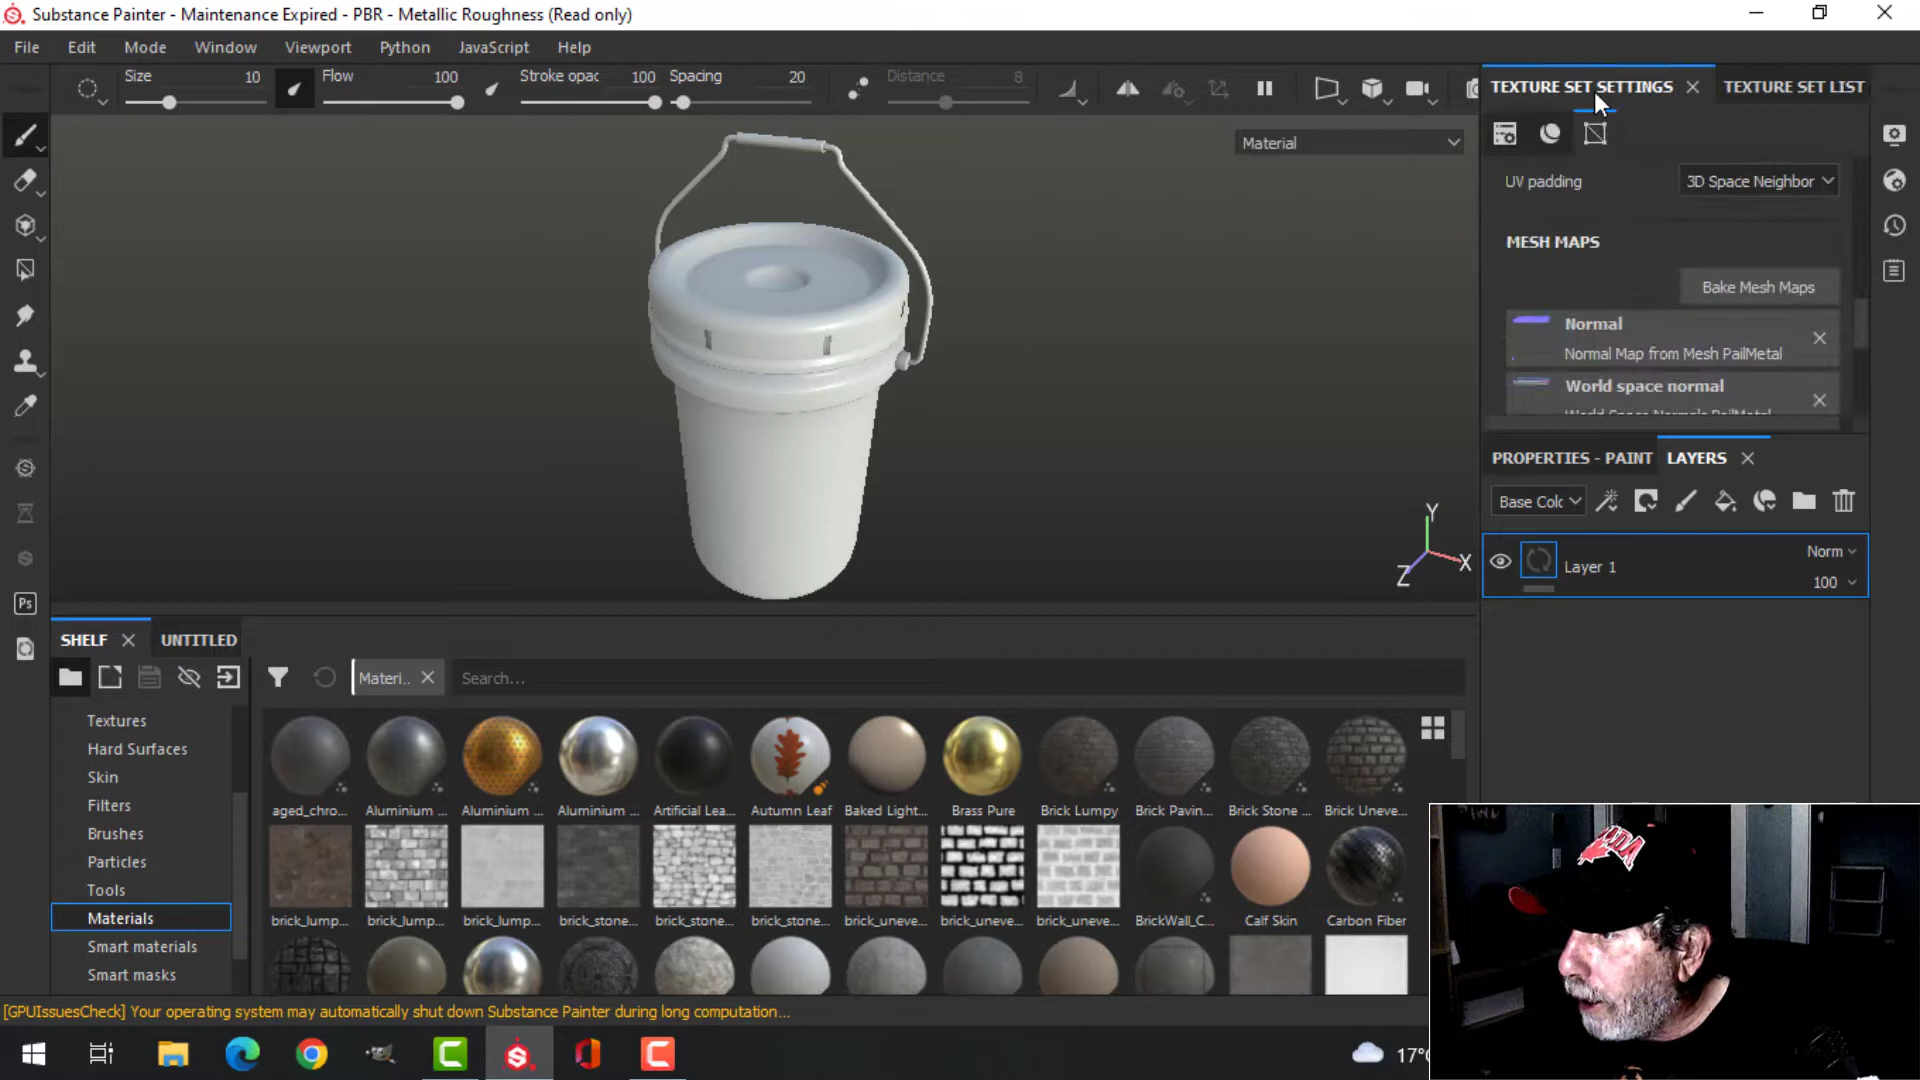 Substance Painter - Maintenance Expired - PBR - Metallic Roughness (Read only)
File Edit Mode Window Viewport Python JavaScript Help
Size 10 Flow 100 Stroke opac 100 Spacing 20 Distance 8
TEXTURE SET SETTINGS TEXTURE SET LIST
Material
UV padding 3D Space Neighbor
MESH MAPS
Bake Mesh Maps
Normal
Normal Map from Mesh PailMetal
World space normal
World Space Normals PailMetal
PROPERTIES - PAINT LAYERS
Base Colc
Layer 1 Norm
100
Y
X
Z
Ps
SHELF UNTITLED
Materi.. Search...
Textures
Hard Surfaces
Skin
Filters
Brushes
Particles
Tools
Materials
Smart materials
Smart masks
aged_chro... Aluminium ... Aluminium ... Aluminium ... Artificial Lea... Autumn Leaf Baked Light... Brass Pure Brick Lumpy Brick Pavin... Brick Stone ... Brick Uneve...
brick_lump... brick_lump... brick_lump... brick_stone... brick_stone... brick_stone... brick_uneve... brick_uneve... brick_uneve... BrickWall_C... Calf Skin Carbon Fiber
[GPUIssuesCheck] Your operating system may automatically shut down Substance Painter during long computation...
17°